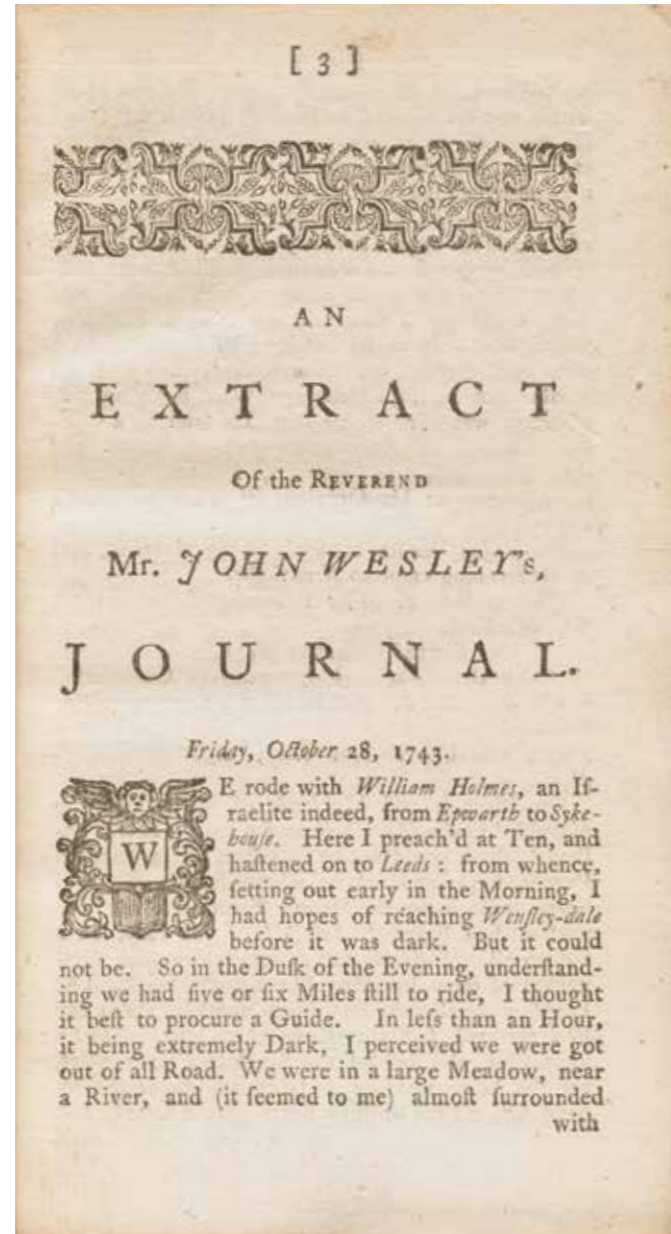 [ 3 ]
A N
E X T R A C T
Of the REVEREND
Mr. JOHN WESLEY's,
J O U R N A L.
Friday, October 28, 1743.
WE rode with William Holmes, an Iſ-
raelite indeed, from Epwarth to Syke-
houſe. Here I preach'd at Ten, and
haſtened on to Leeds : from whence,
ſetting out early in the Morning, I
had hopes of reaching Wenſley-dale
before it was dark. But it could
not be. So in the Duſk of the Evening, underſtand-
ing we had five or ſix Miles ſtill to ride, I thought
it beſt to procure a Guide. In leſs than an Hour,
it being extremely Dark, I perceived we were got
out of all Road. We were in a large Meadow, near
a River, and (it ſeemed to me) almoſt ſurrounded
with